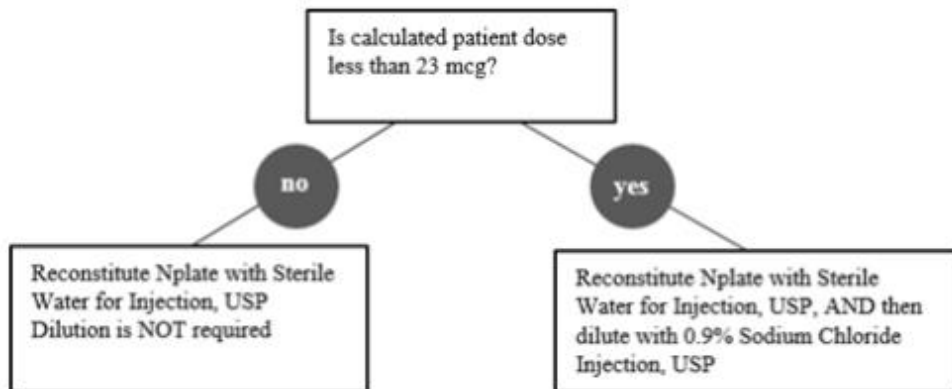 Is calculated patient dose
less than 23 mcg?
no
yes
Reconstitute Nplate with Sterile
Water for Injection, USP
Dilution is NOT required
Reconstitute Nplate with Sterile
Water for Injection, USP, AND then
dilute with 0.9% Sodium Chloride
Injection, USP